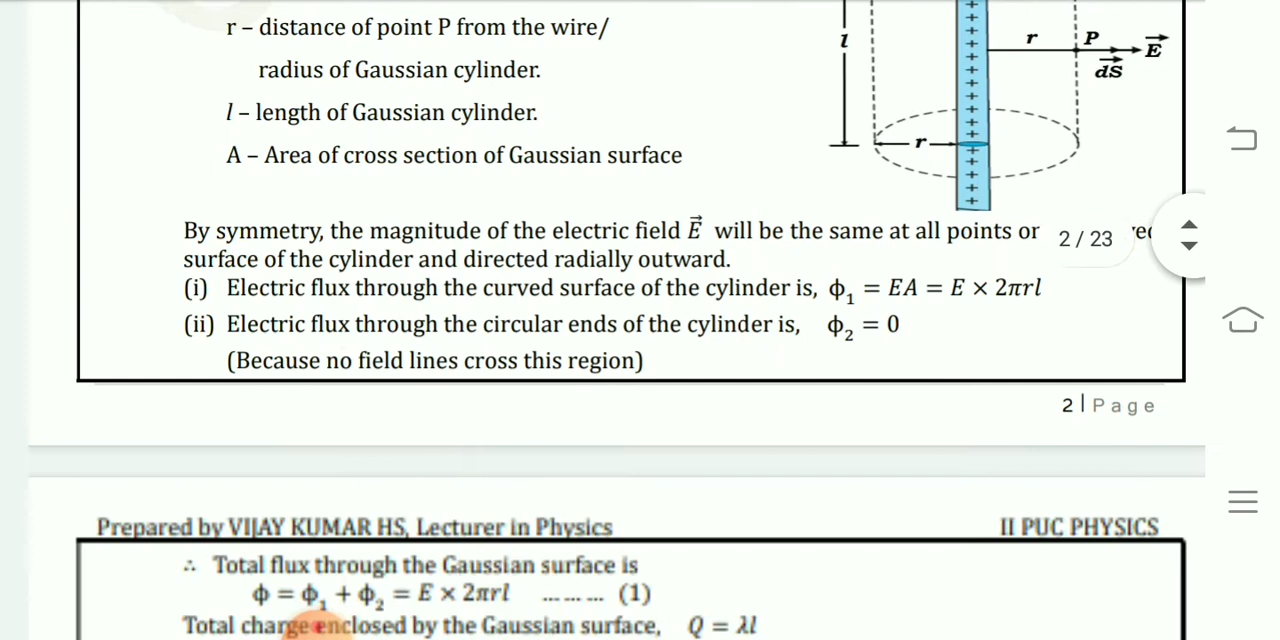 r – distance of point P from the wire/
radius of Gaussian cylinder.
l – length of Gaussian cylinder.
A – Area of cross section of Gaussian surface
l
r
P
E⃗
dS⃗
r
By symmetry, the magnitude of the electric field E⃗ will be the same at all points
surface of the cylinder and directed radially outward.
2 / 23
(i) Electric flux through the curved surface of the cylinder is, ϕ₁ = EA = E × 2πrl
(ii) Electric flux through the circular ends of the cylinder is, ϕ₂ = 0
(Because no field lines cross this region)
2 | Page
Prepared by VIJAY KUMAR HS, Lecturer in Physics
II PUC PHYSICS
∴ Total flux through the Gaussian surface is
ϕ = ϕ₁ + ϕ₂ = E × 2πrl ... ... ... (1)
Total charge enclosed by the Gaussian surface, Q = λl